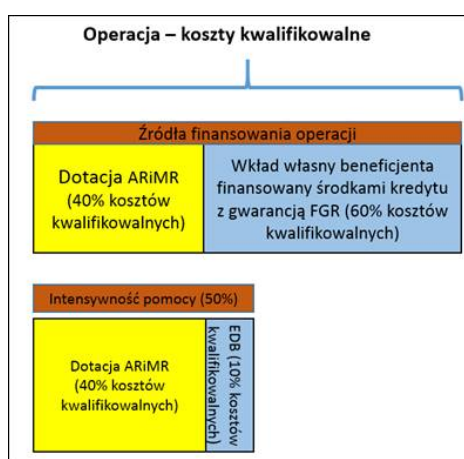 Operacja – koszty kwalifikowalne
Źródła finansowania operacji
Dotacja ARiMR
(40% kosztów
kwalifikowalnych)
Wkład własny beneficjenta
finansowany środkami kredytu
z gwarancją FGR (60% kosztów
kwalifikowalnych)
Intensywność pomocy (50%)
Dotacja ARiMR
(40% kosztów
kwalifikowalnych)
EDB (10% kosztów
kwalifikowalnych)